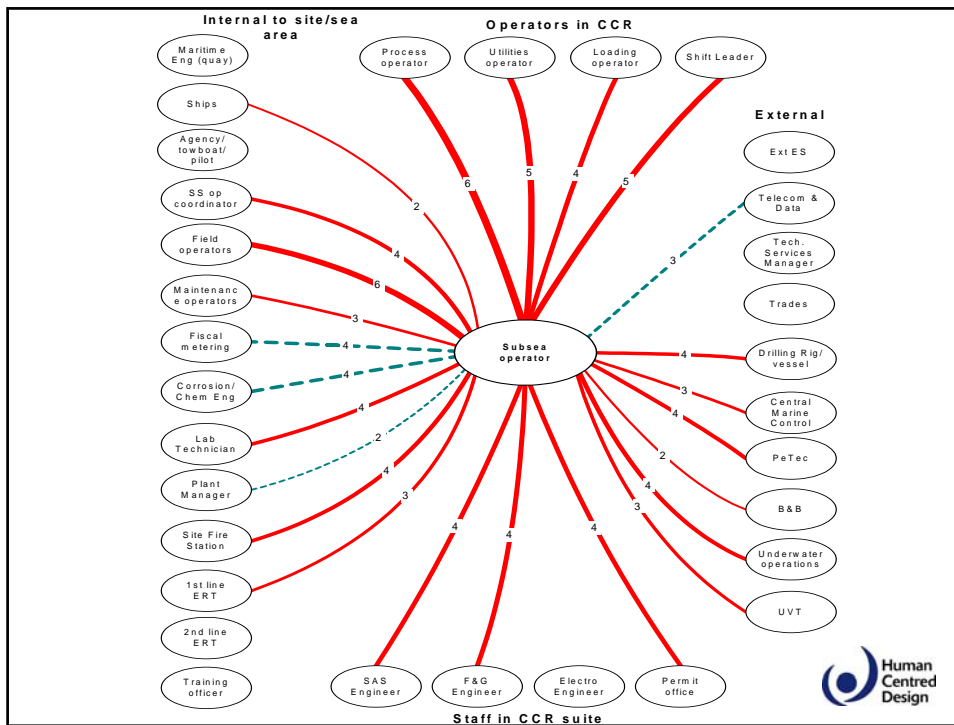 Internal to site/sea
area
Operators in CCR
Maritime
Eng (quay)
Process
operator
Utilities
operator
Loading
operator
Shift Leader
Ships
External
Agency/
towboat/
pilot
Ext ES
2
6
5
4
5
SS op
coordinator
Telecom &
Data
Field
operators
4
3
Tech.
Services
Manager
6
Maintenanc
e operators
3
Trades
Fiscal
metering
4
Subsea
operator
4
Drilling Rig/
vessel
Corrosion/
Chem Eng
4
3
Central
Marine
Control
4
Lab
Technician
4
2
PeTec
2
Plant
Manager
4
4
B&B
3
3
Site Fire
Station
4
4
4
Underwater
operations
1st line
ERT
UVT
2nd line
ERT
Training
officer
SAS
Engineer
F&G
Engineer
Electro
Engineer
Permit
office
Staff in CCR suite
Human
Centred
Design